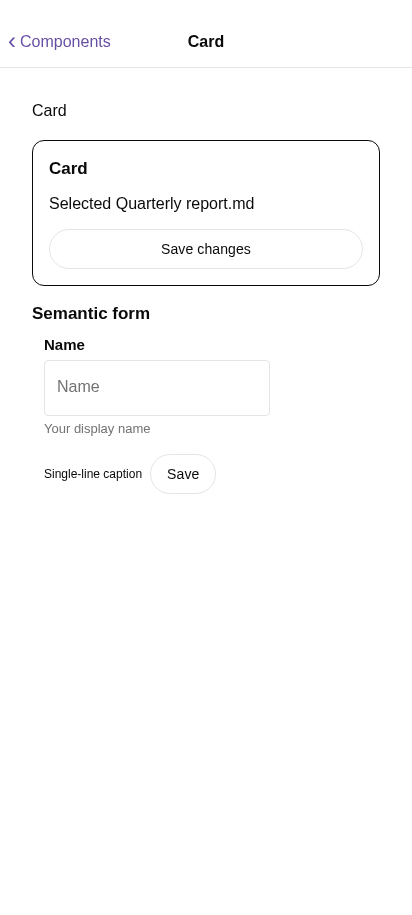 Components
Card
Card
Card
Selected Quarterly report.md
Save changes
Semantic form
Name
Name
Your display name
Single-line caption
Save